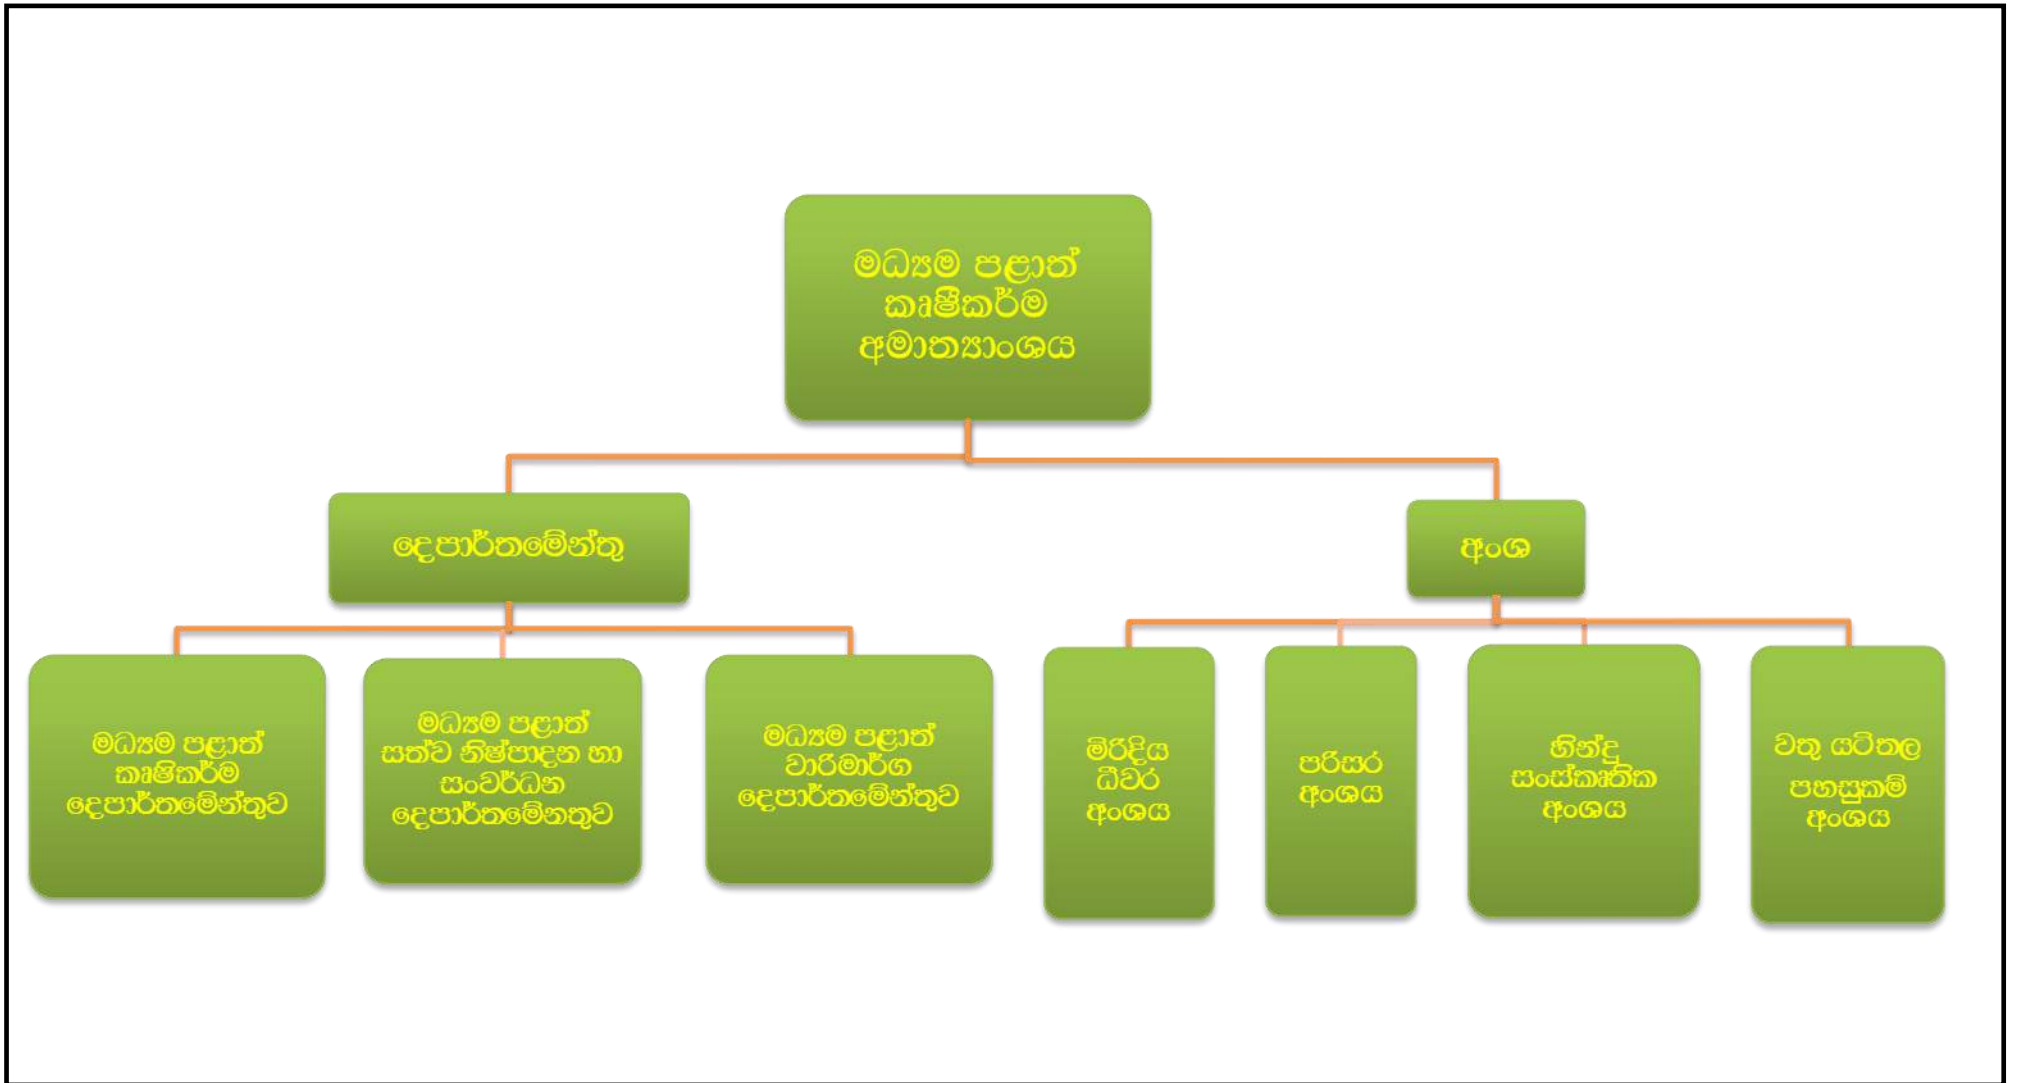 මධ්‍යම පළාත්
කෘෂීකර්ම
අමාත්‍යාංශය
දෙපාර්තමේන්තු
අංශ
මධ්‍යම පළාත්
කෘෂිකර්ම
දෙපාර්තමේන්තුව
මධ්‍යම පළාත්
සත්ව නිෂ්පාදන හා
සංවර්ධන
දෙපාර්තමේනතුව
මධ්‍යම පළාත්
වාරිමාර්ග
දෙපාර්තමේන්තුව
මිරිදිය
ධීවර
අංශය
පරිසර
අංශය
හින්දු
සංස්කෘතික
අංශය
වතු යටිතල
පහසුකම්
අංශය